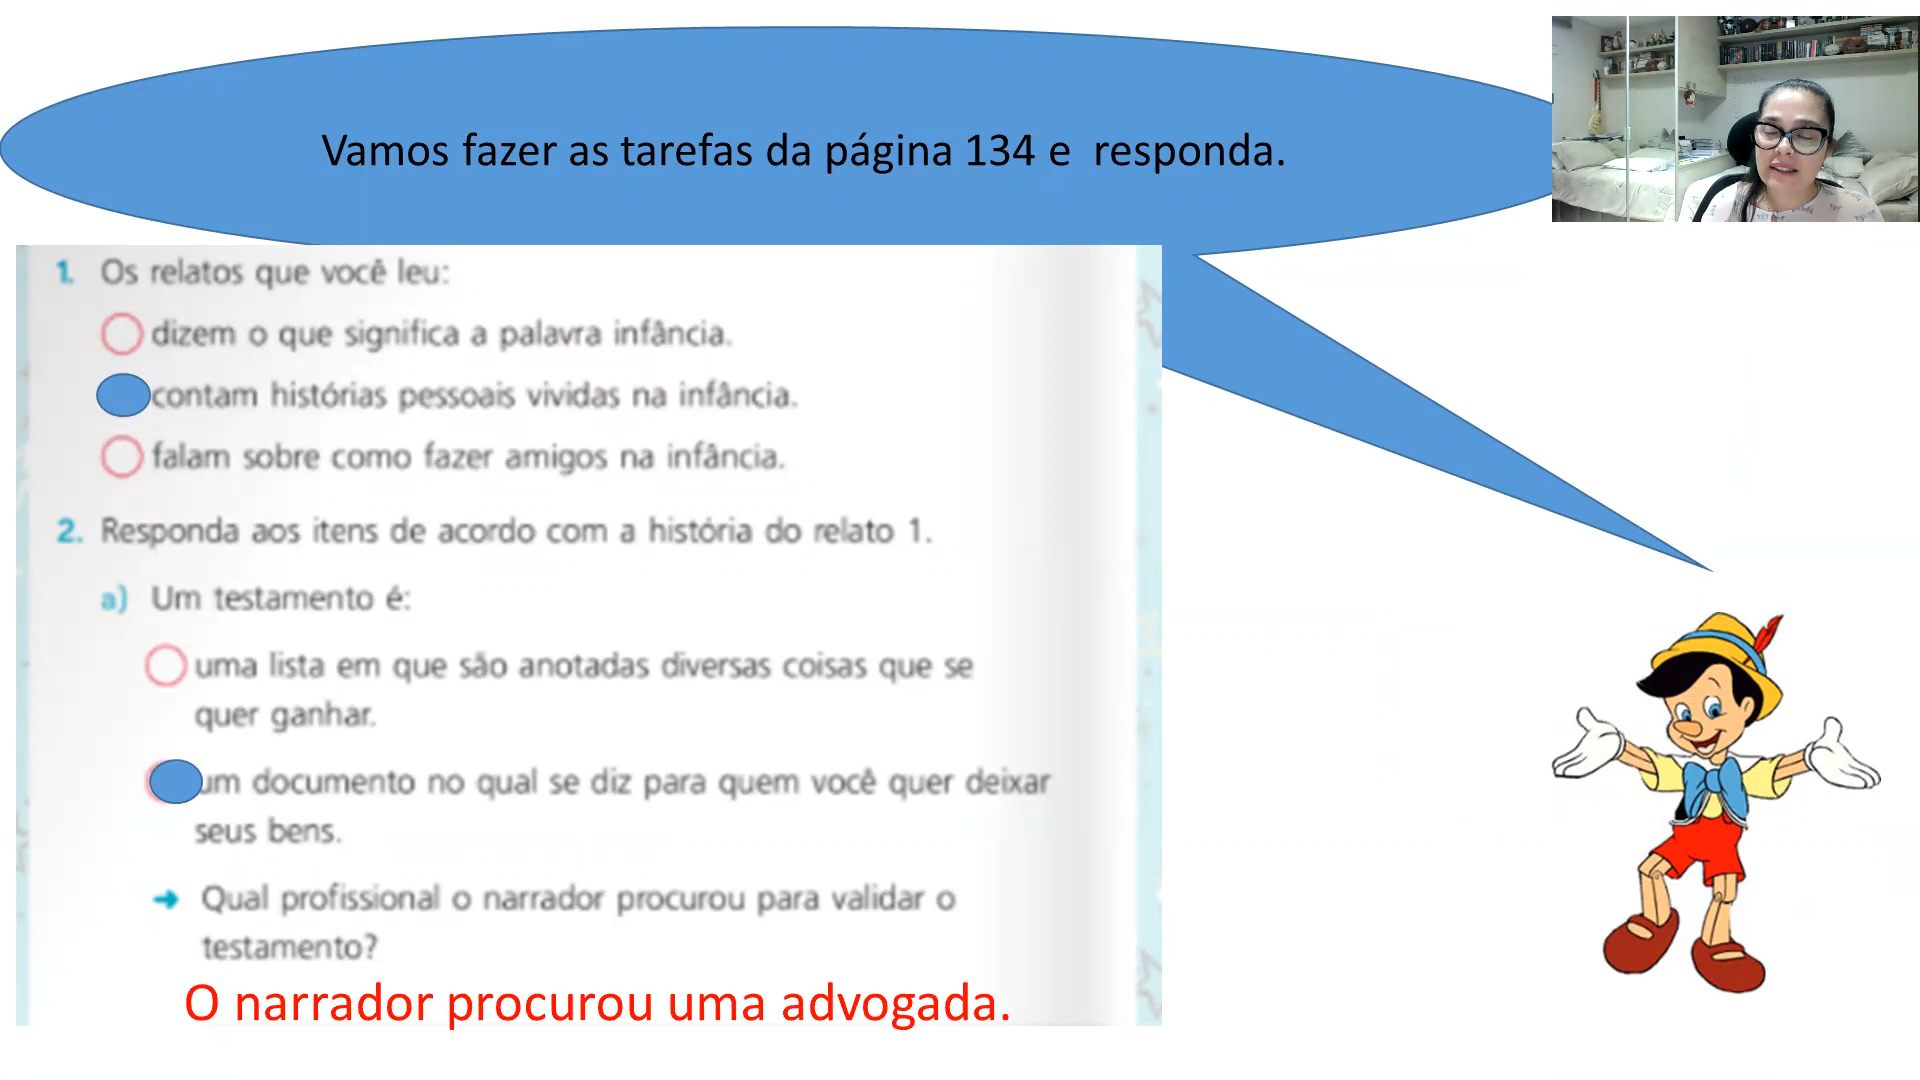 Vamos fazer as tarefas da página 134 e responda.
1. Os relatos que você leu:
dizem o que significa a palavra infância.
contam histórias pessoais vividas na infância.
falam sobre como fazer amigos na infância.
2. Responda aos itens de acordo com a história do relato 1.
a) Um testamento é:
uma lista em que são anotadas diversas coisas que se
quer ganhar.
um documento no qual se diz para quem você quer deixar
seus bens.
➜ Qual profissional o narrador procurou para validar o
testamento?
O narrador procurou uma advogada.